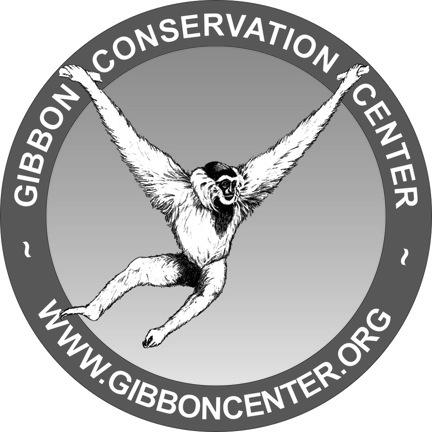 GIBBON CONSERVATION CENTER
~ WWW.GIBBONCENTER.ORG ~